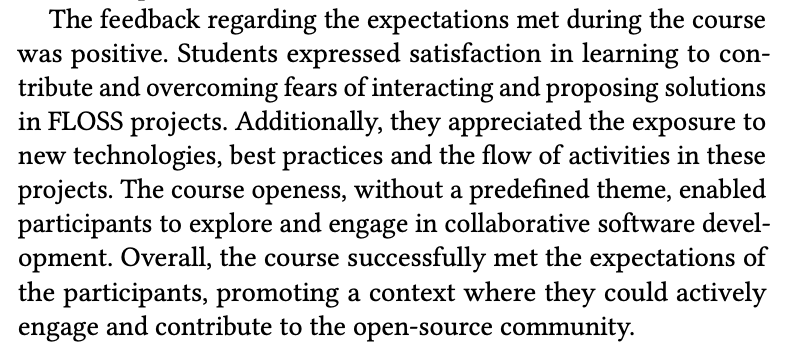 The feedback regarding the expectations met during the course
was positive. Students expressed satisfaction in learning to con-
tribute and overcoming fears of interacting and proposing solutions
in FLOSS projects. Additionally, they appreciated the exposure to
new technologies, best practices and the flow of activities in these
projects. The course openess, without a predefined theme, enabled
participants to explore and engage in collaborative software devel-
opment. Overall, the course successfully met the expectations of
the participants, promoting a context where they could actively
engage and contribute to the open-source community.